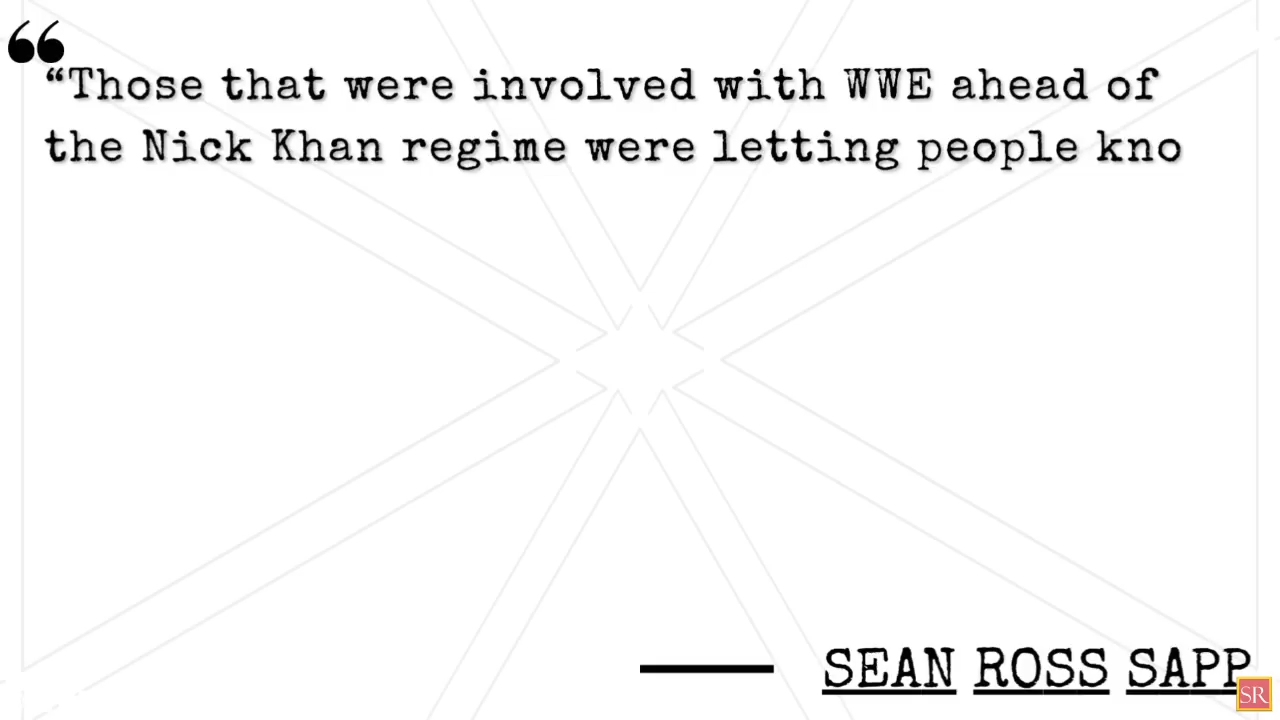 “Those that were involved with WWE ahead of
the Nick Khan regime were letting people kno
SEAN ROSS SAPP
SR